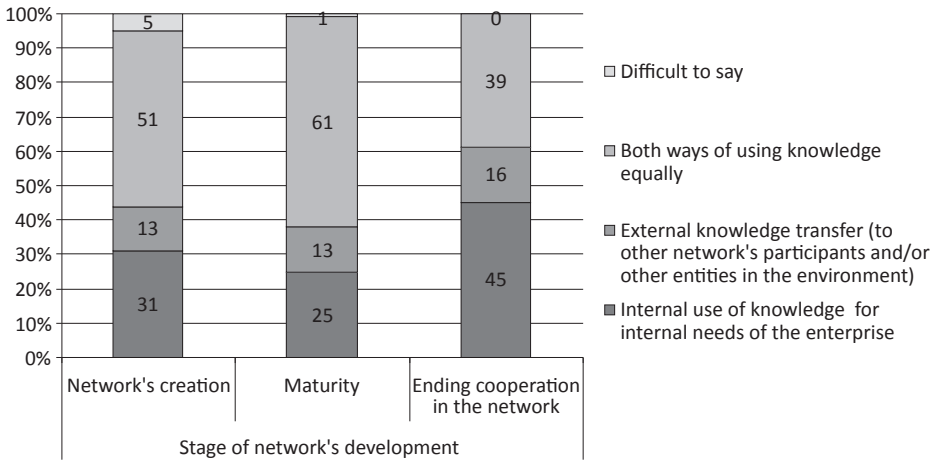 100%
90%
80%
70%
60%
50%
40%
30%
20%
10%
0%
5
51
13
31
1
61
13
25
0
39
16
45
Network's creation
Maturity
Ending cooperation
in the network
Stage of network's development
Difficult to say
Both ways of using knowledge
equally
External knowledge transfer (to
other network's participants and/or
other entities in the environment)
Internal use of knowledge for
internal needs of the enterprise